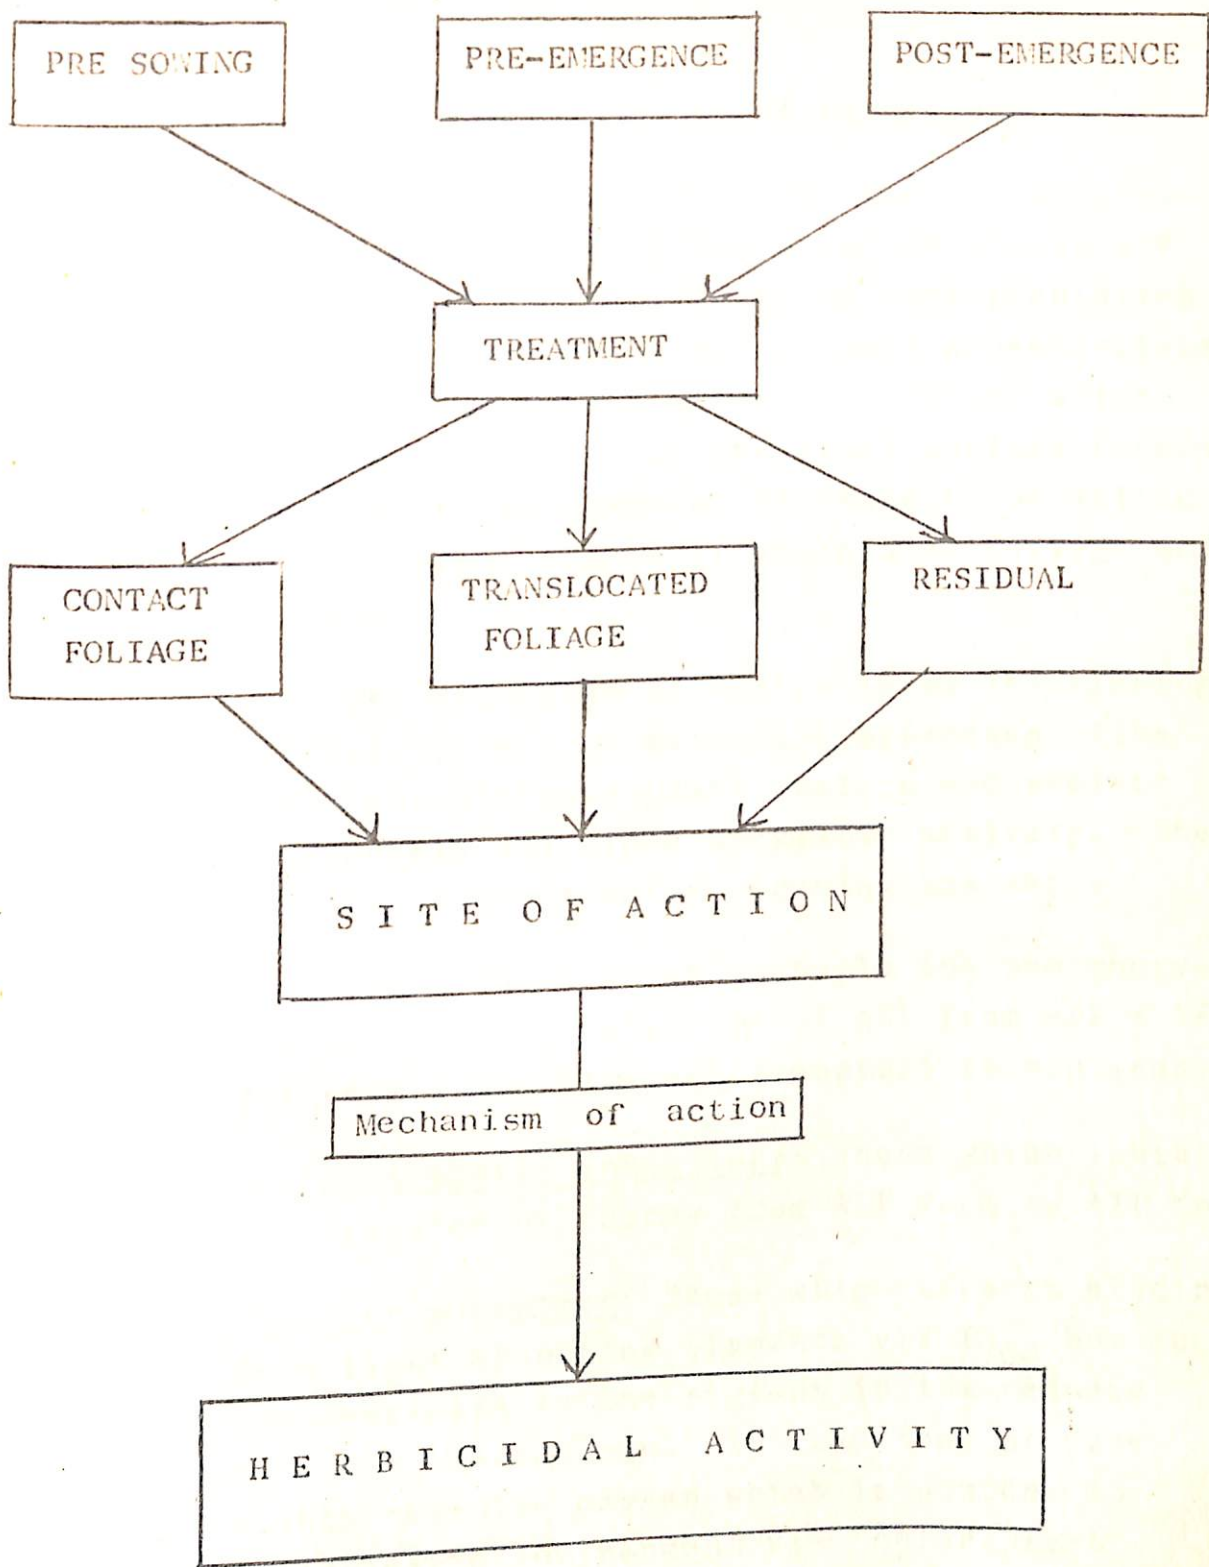 PRE SOWING
PRE-EMERGENCE
POST-EMERGENCE
TREATMENT
CONTACT
FOLIAGE
TRANSLOCATED
FOLIAGE
RESIDUAL
SITE OF ACTION
Mechanism of action
HERBICIDAL ACTIVITY